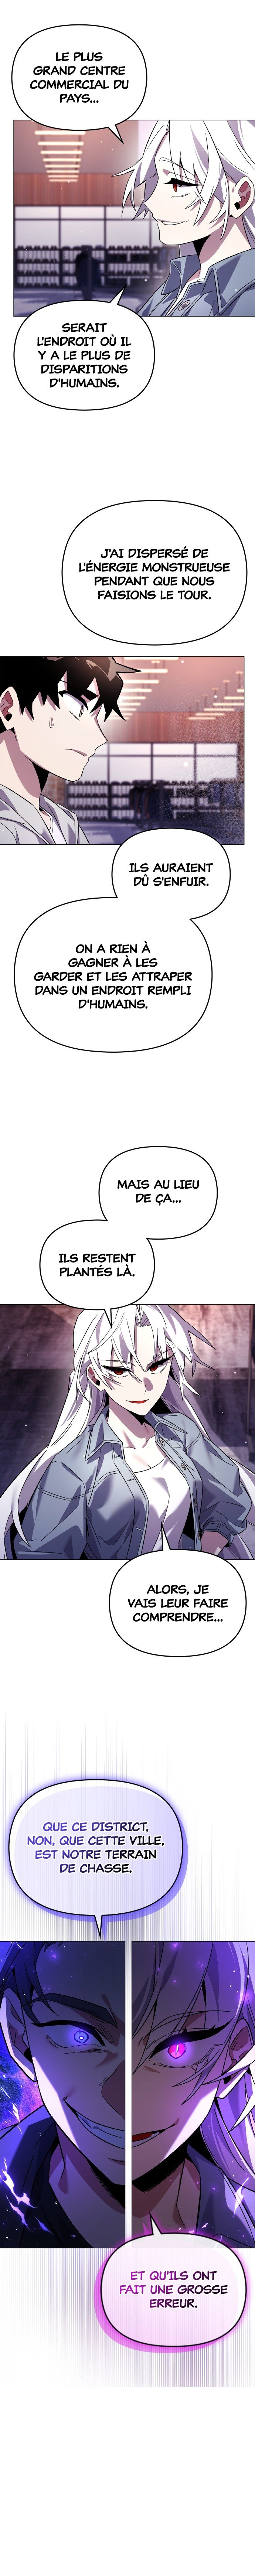 LE PLUS
GRAND CENTRE
COMMERCIAL DU
PAYS...
SERAIT
L'ENDROIT OÙ IL
Y A LE PLUS DE
DISPARITIONS
D'HUMAINS.
J'AI DISPERSÉ DE
L'ÉNERGIE MONSTRUEUSE
PENDANT QUE NOUS
FAISIONS LE TOUR.
ILS AURAIENT
DÛ S'ENFUIR.
ON A RIEN À
GAGNER À LES
GARDER ET LES ATTRAPER
DANS UN ENDROIT REMPLI
D'HUMAINS.
MAIS AU LIEU
DE ÇA...
ILS RESTENT
PLANTÉS LÀ.
ALORS, JE
VAIS LEUR FAIRE
COMPRENDRE...
QUE CE DISTRICT,
NON, QUE CETTE VILLE,
EST NOTRE TERRAIN
DE CHASSE.
ET QU'ILS ONT
FAIT UNE GROSSE
ERREUR.